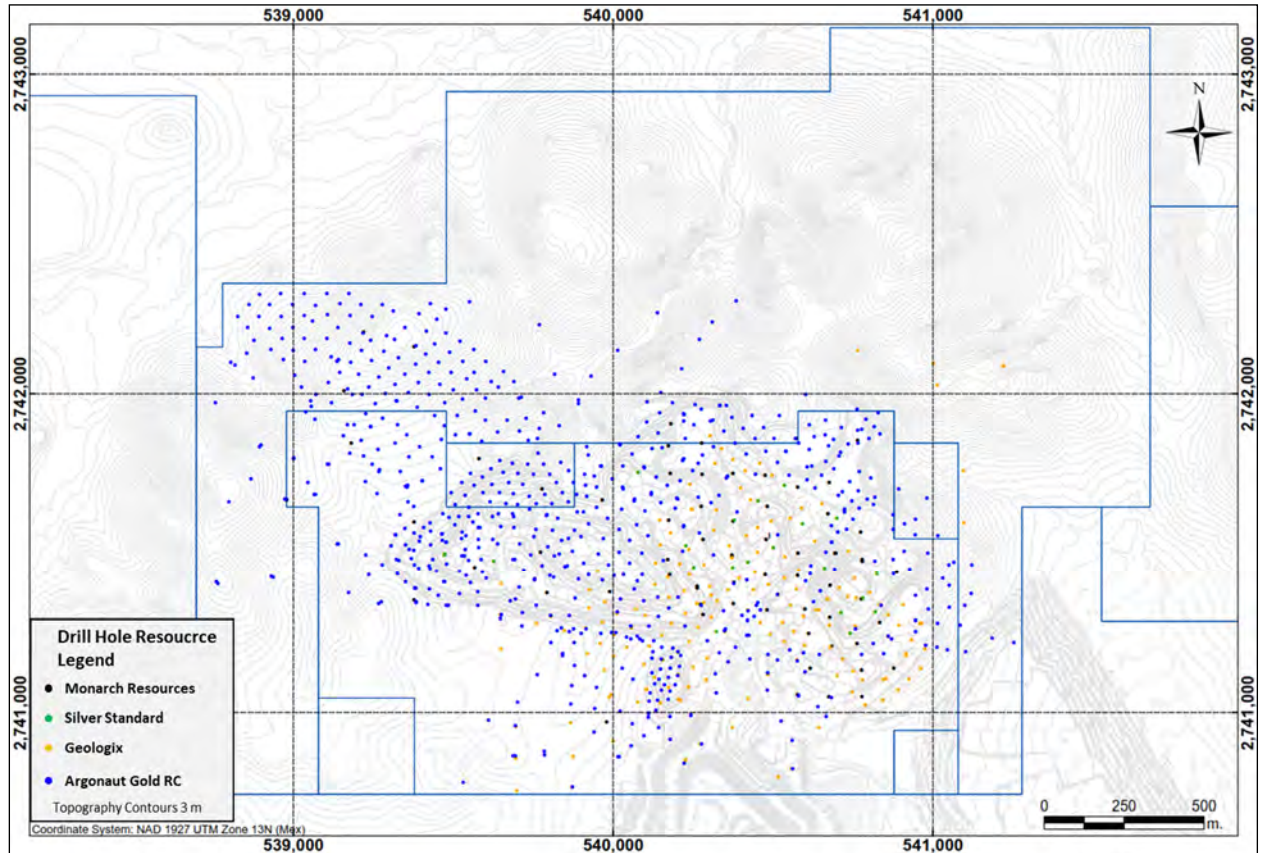 539,000 540,000 541,000
2,743,000 2,743,000
N
2,742,000 2,742,000
Drill Hole Resoucrce
Legend
Monarch Resources
Silver Standard
Geologix
Argonaut Gold RC
Topography Contours 3 m
2,741,000 2,741,000
0 250 500
m.
Coordinate System: NAD 1927 UTM Zone 13N (Mex)
539,000 540,000 541,000